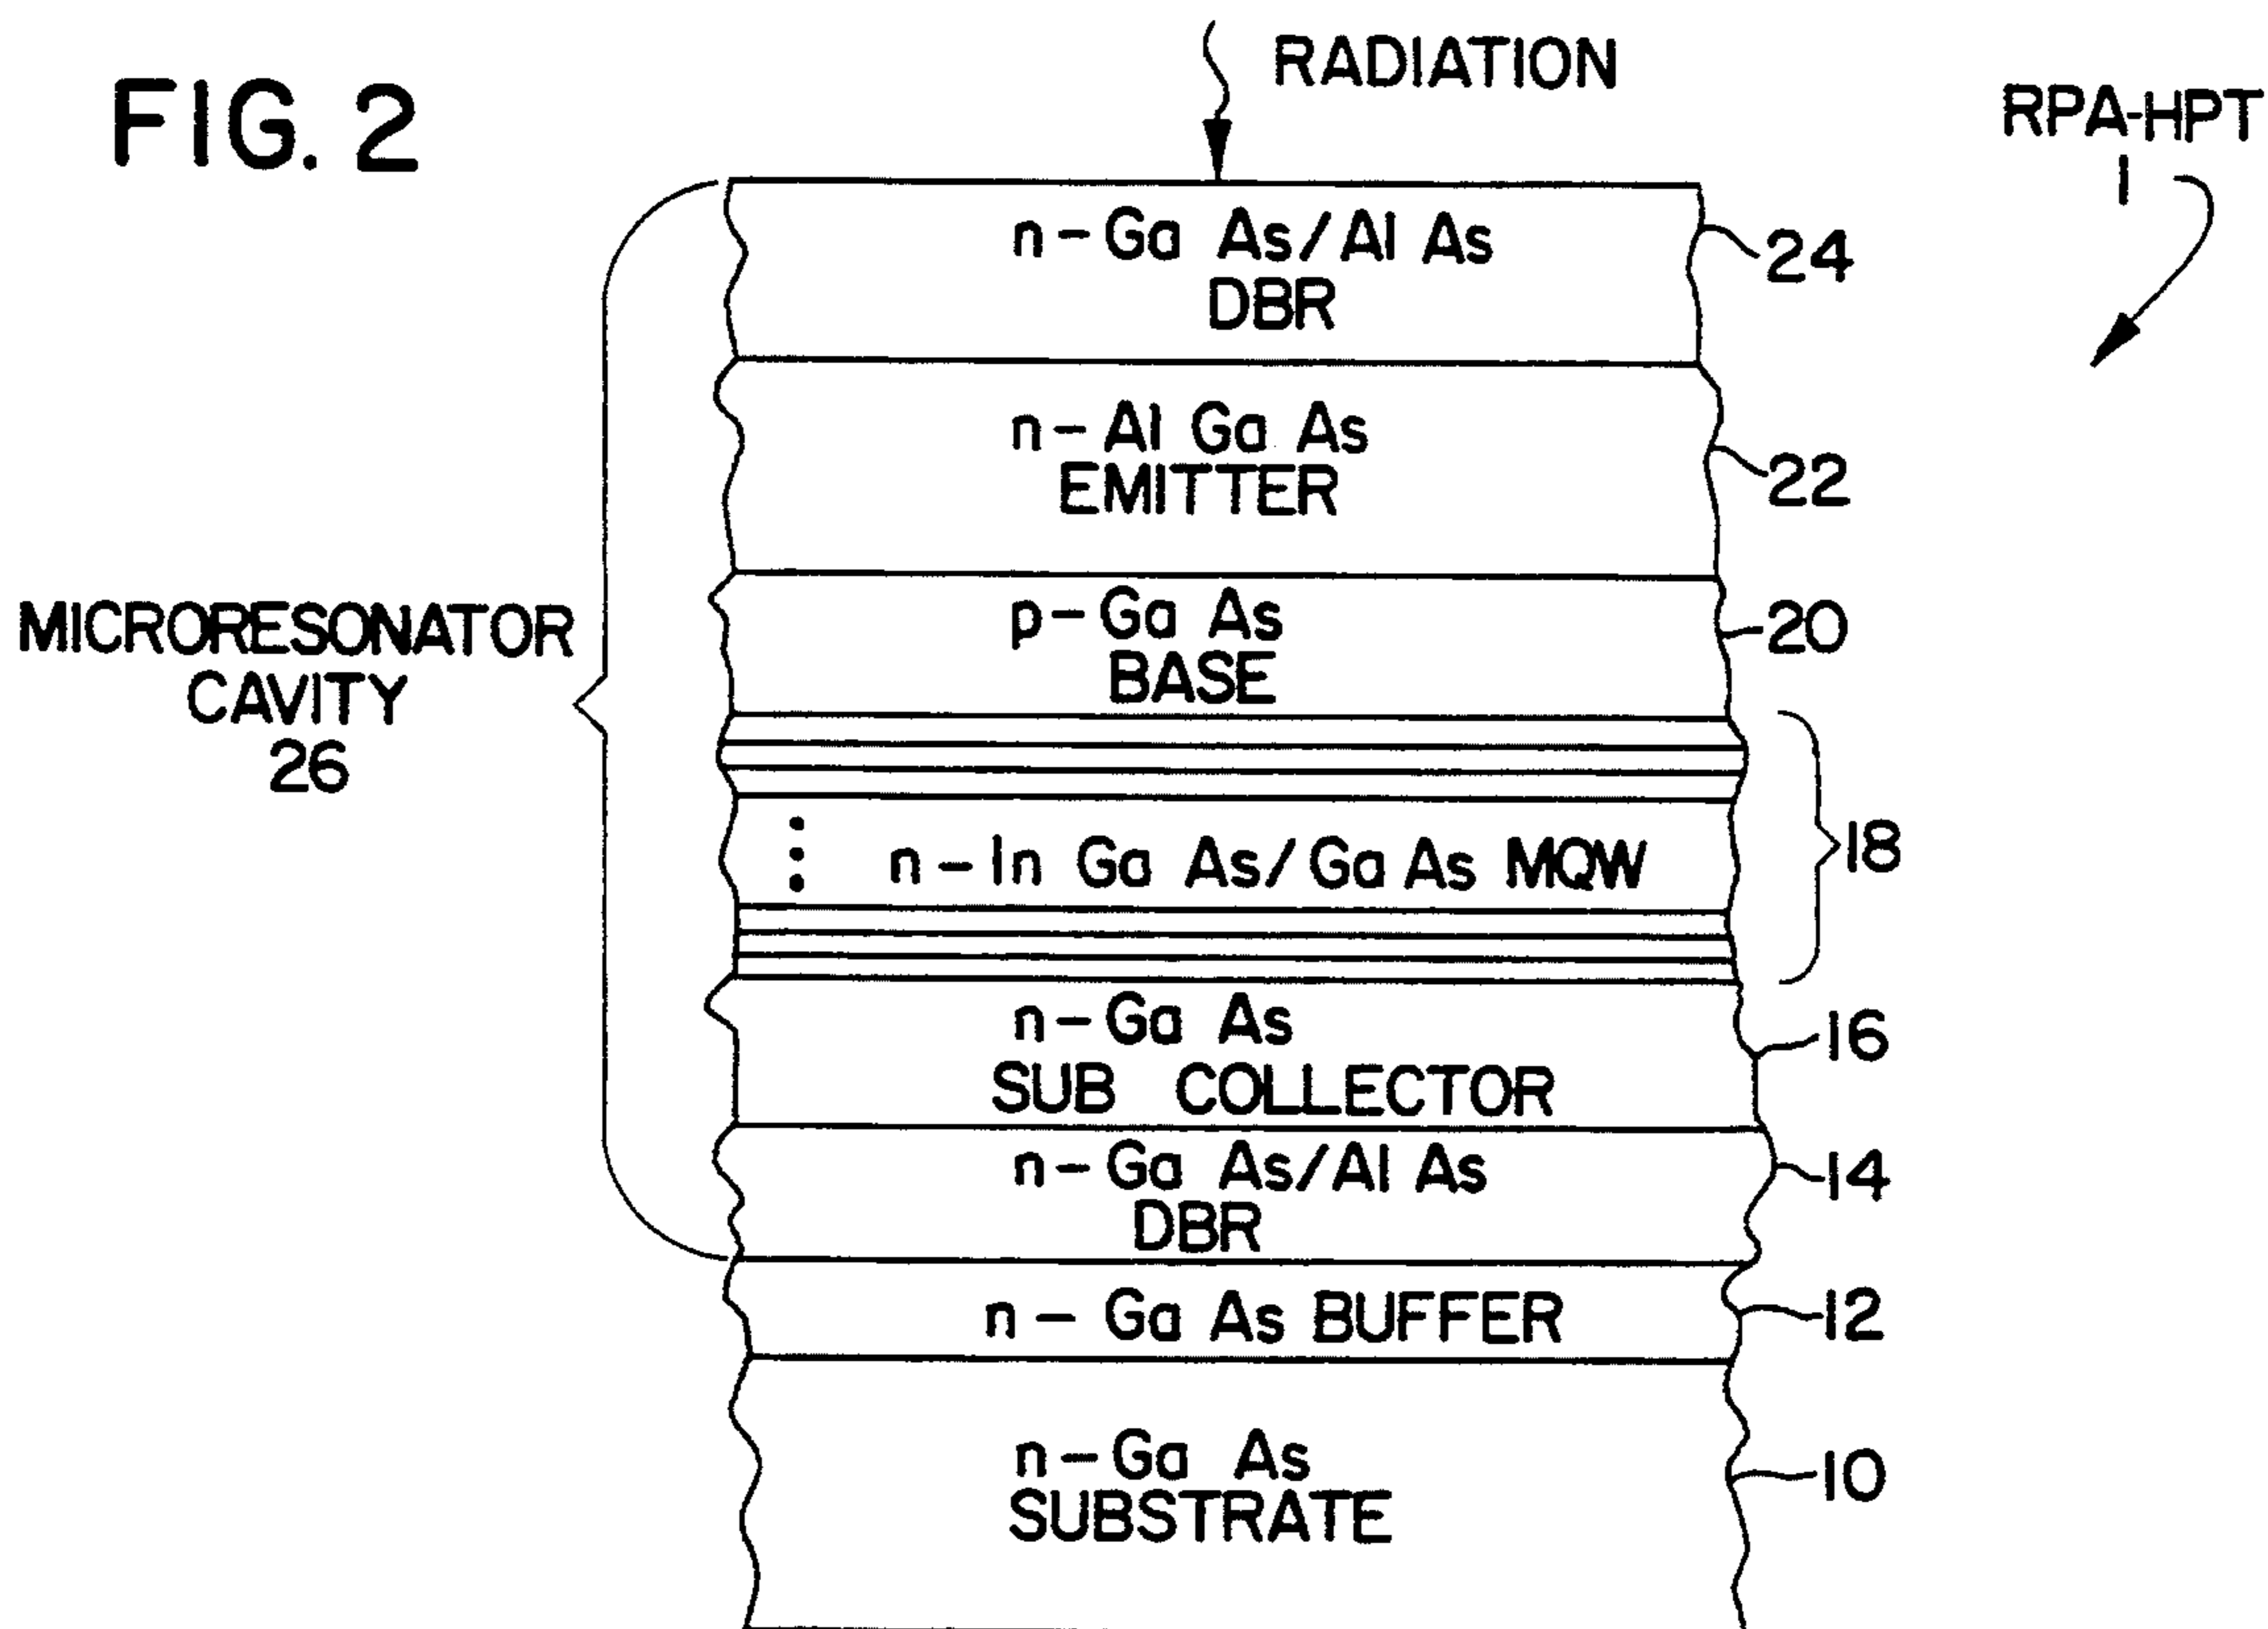 FIG. 2
RADIATION
RPA-HPT
1
n-Ga As/Al As
DBR
24
n-Al Ga As
EMITTER
22
p-Ga As
BASE
20
MICRORESONATOR
CAVITY
26
n-In Ga As/Ga As MQW
18
n-Ga As
SUB COLLECTOR
16
n-Ga As/Al As
DBR
14
n- Ga As BUFFER
12
n-Ga As
SUBSTRATE
10